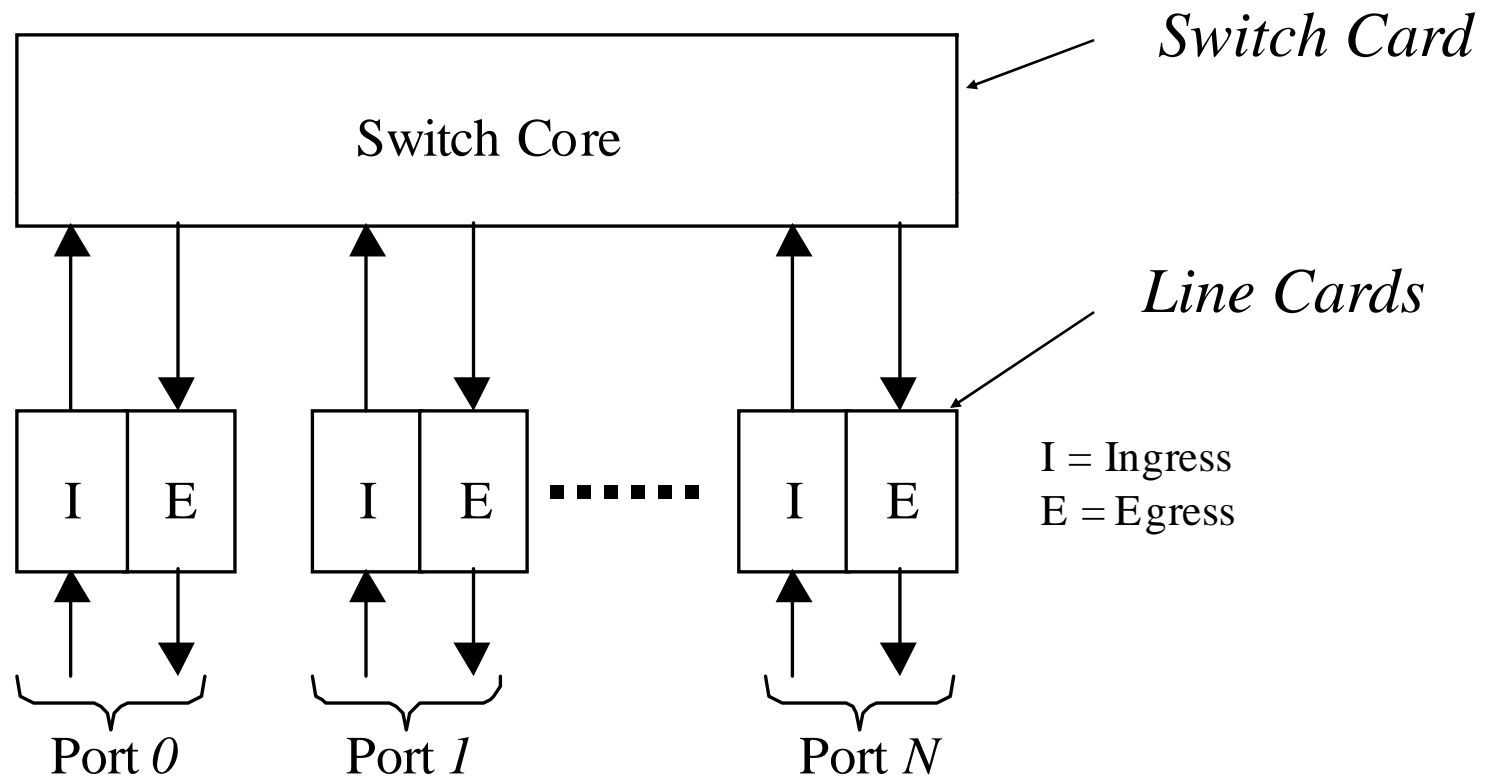 Switch Card
Switch Core
Line Cards
I E I E I E
I = Ingress
E = Egress
Port 0 Port 1 Port N